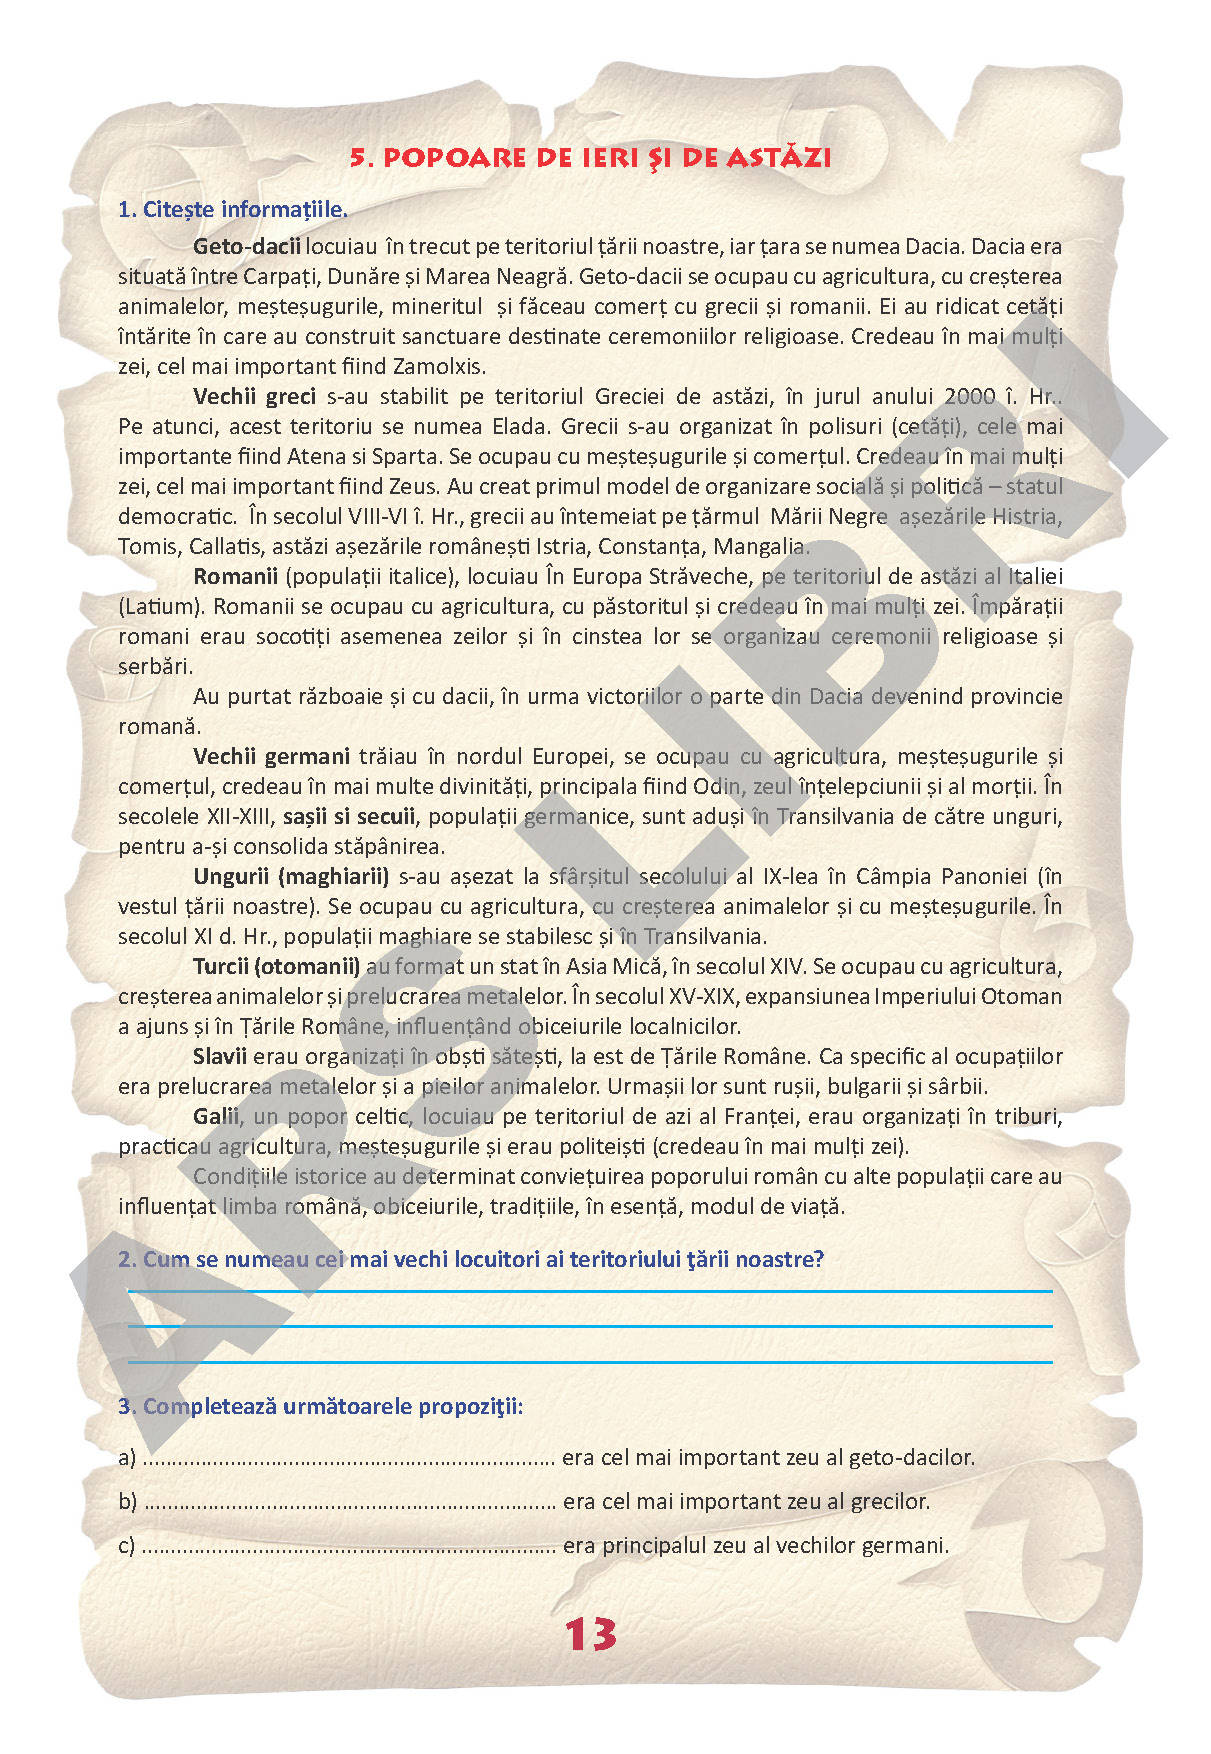 5. POPOARE DE IERI ŞI DE ASTĂZI
1. Citește informațiile.
Geto-dacii locuiau în trecut pe teritoriul țării noastre, iar țara se numea Dacia. Dacia era
situată între Carpați, Dunăre și Marea Neagră. Geto-dacii se ocupau cu agricultura, cu creșterea
animalelor, meșteșugurile, mineritul și făceau comerț cu grecii și romanii. Ei au ridicat cetăți
întărite în care au construit sanctuare destinate ceremoniilor religioase. Credeau în mai mulți
zei, cel mai important fiind Zamolxis.
Vechii greci s-au stabilit pe teritoriul Greciei de astăzi, în jurul anului 2000 î. Hr..
Pe atunci, acest teritoriu se numea Elada. Grecii s-au organizat în polisuri (cetăți), cele mai
importante fiind Atena si Sparta. Se ocupau cu meșteșugurile și comerțul. Credeau în mai mulți
zei, cel mai important fiind Zeus. Au creat primul model de organizare socială și politică – statul
democratic. În secolul VIII-VI î. Hr., grecii au întemeiat pe țărmul Mării Negre așezările Histria,
Tomis, Callatis, astăzi așezările românești Istria, Constanța, Mangalia.
Romanii (populații italice), locuiau În Europa Străveche, pe teritoriul de astăzi al Italiei
(Latium). Romanii se ocupau cu agricultura, cu păstoritul și credeau în mai mulți zei. Împărații
romani erau socotiți asemenea zeilor și în cinstea lor se organizau ceremonii religioase și
serbări.
Au purtat războaie și cu dacii, în urma victoriilor o parte din Dacia devenind provincie
romană.
Vechii germani trăiau în nordul Europei, se ocupau cu agricultura, meșteșugurile și
comerțul, credeau în mai multe divinități, principala fiind Odin, zeul înțelepciunii și al morții. În
secolele XII-XIII, sașii si secuii, populații germanice, sunt aduși în Transilvania de către unguri,
pentru a-și consolida stăpânirea.
Ungurii (maghiarii) s-au așezat la sfârșitul secolului al IX-lea în Câmpia Panoniei (în
vestul țării noastre). Se ocupau cu agricultura, cu creșterea animalelor și cu meșteșugurile. În
secolul XI d. Hr., populații maghiare se stabilesc și în Transilvania.
Turcii (otomanii) au format un stat în Asia Mică, în secolul XIV. Se ocupau cu agricultura,
creșterea animalelor și prelucrarea metalelor. În secolul XV-XIX, expansiunea Imperiului Otoman
a ajuns și în Țările Române, influențând obiceiurile localnicilor.
Slavii erau organizați în obști sătești, la est de Țările Române. Ca specific al ocupațiilor
era prelucrarea metalelor și a pieilor animalelor. Urmașii lor sunt rușii, bulgarii și sârbii.
Galii, un popor celtic, locuiau pe teritoriul de azi al Franței, erau organizați în triburi,
practicau agricultura, meșteșugurile și erau politeiști (credeau în mai mulți zei).
Condițiile istorice au determinat conviețuirea poporului român cu alte populații care au
influențat limba română, obiceiurile, tradițiile, în esență, modul de viață.
2. Cum se numeau cei mai vechi locuitori ai teritoriului ţării noastre?
3. Completează următoarele propoziţii:
a) ....................................................................... era cel mai important zeu al geto-dacilor.
b) ....................................................................... era cel mai important zeu al grecilor.
c) ....................................................................... era principalul zeu al vechilor germani.
13
ARS LIBRI